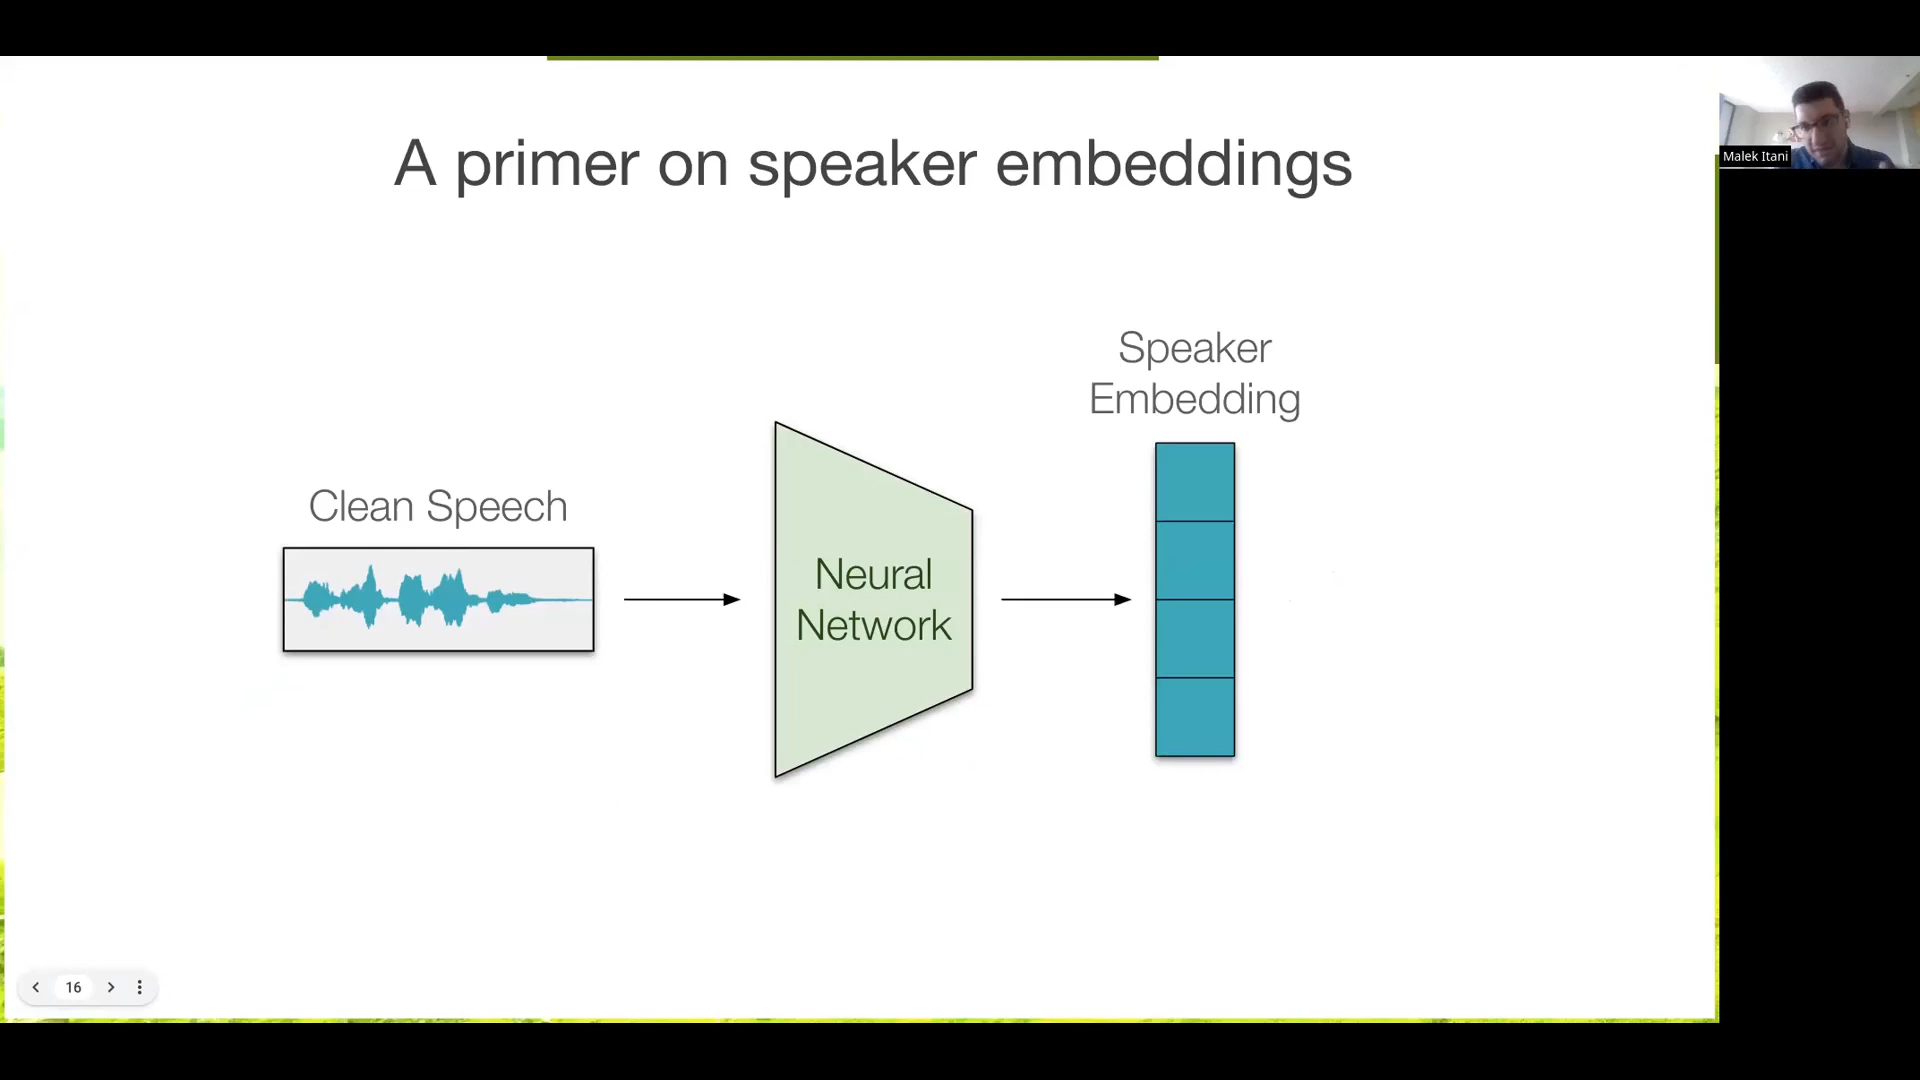 A primer on speaker embeddings
Malek Itani
Speaker
Embedding
Clean Speech
Neural
Network
16